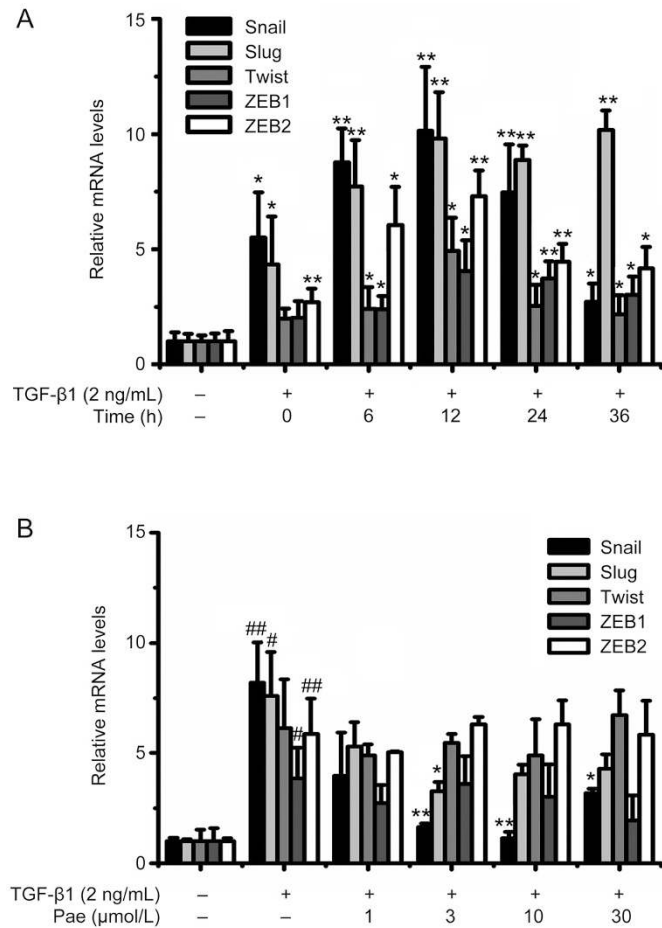 A
15
10
5
0
Relative mRNA levels
Snail
Slug
Twist
ZEB1
ZEB2
* * **
** ** * * *
** ** * * **
** ** * ** **
* ** * * *
TGF-β1 (2 ng/mL) – + + + + +
Time (h) – 0 6 12 24 36
B
15
10
5
0
Relative mRNA levels
Snail
Slug
Twist
ZEB1
ZEB2
## # # ##
** *
**
*
TGF-β1 (2 ng/mL) – + + + + +
Pae (μmol/L) – – 1 3 10 30